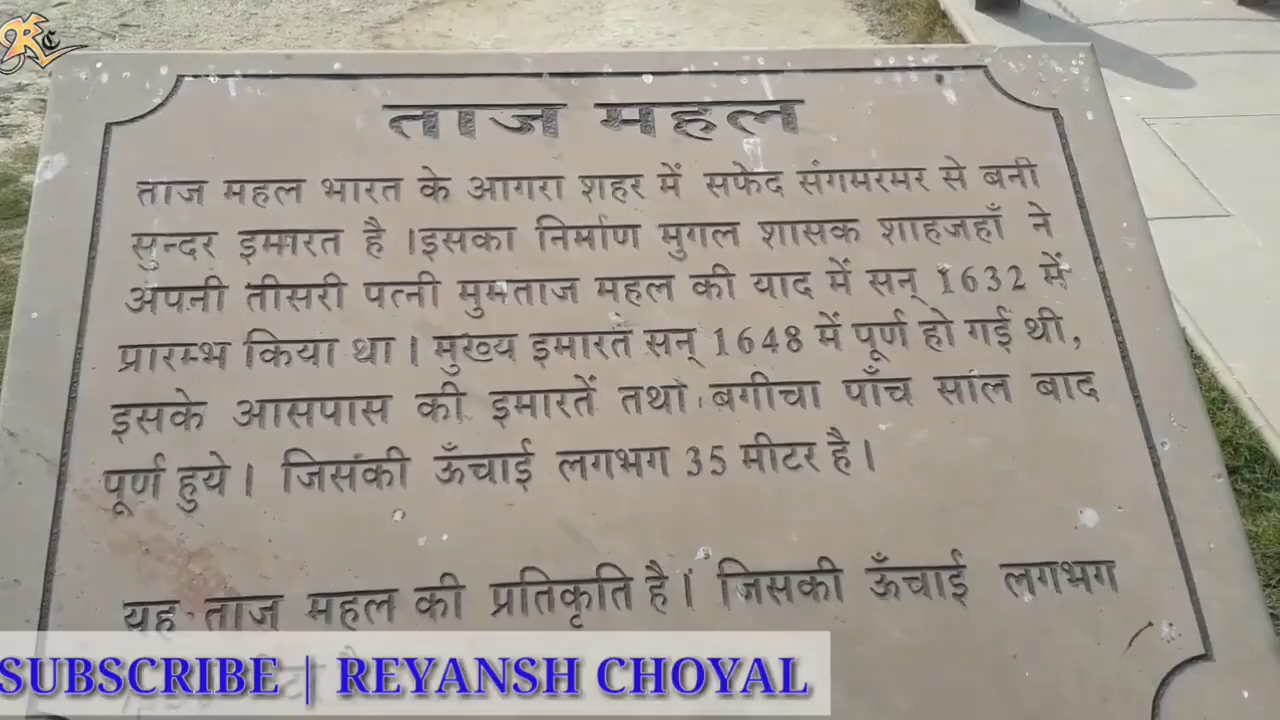 ताज महल
ताज महल भारत के आगरा शहर में सफेद संगमरमर से बनी
सुन्दर इमारत है ।इसका निर्माण मुगल शासक शाहजहाँ ने
अपनी तीसरी पत्नी मुमताज महल की याद में सन् 1632 में
प्रारम्भ किया था । मुख्य इमारत सन् 1648 में पूर्ण हो गई थी,
इसके आसपास की इमारतें तथा बगीचा पाँच साल बाद
पूर्ण हुये । जिसकी ऊँचाई लगभग 35 मीटर है ।
यह ताज महल की प्रतिकृति है । जिसकी ऊँचाई लगभग
SUBSCRIBE | REYANSH CHOYAL